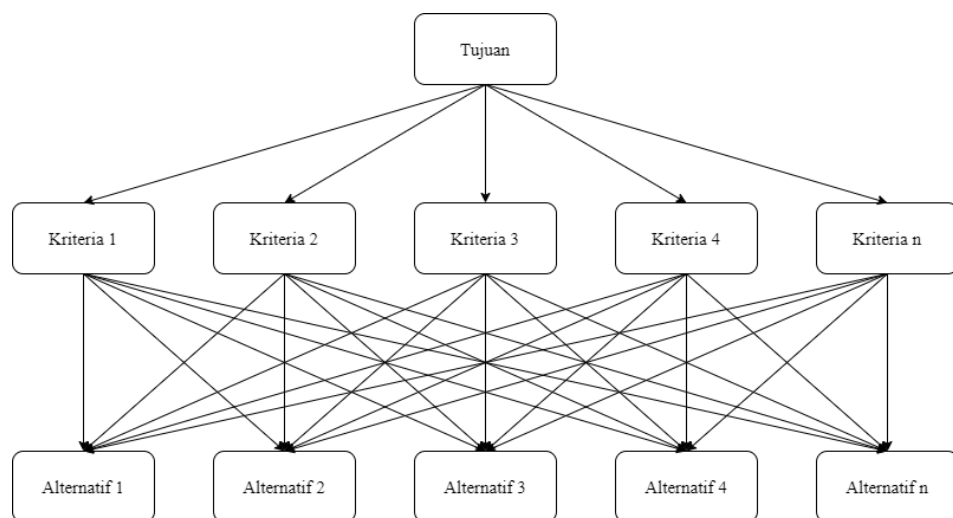 Tujuan
Kriteria 1
Kriteria 2
Kriteria 3
Kriteria 4
Kriteria n
Alternatif 1
Alternatif 2
Alternatif 3
Alternatif 4
Alternatif n